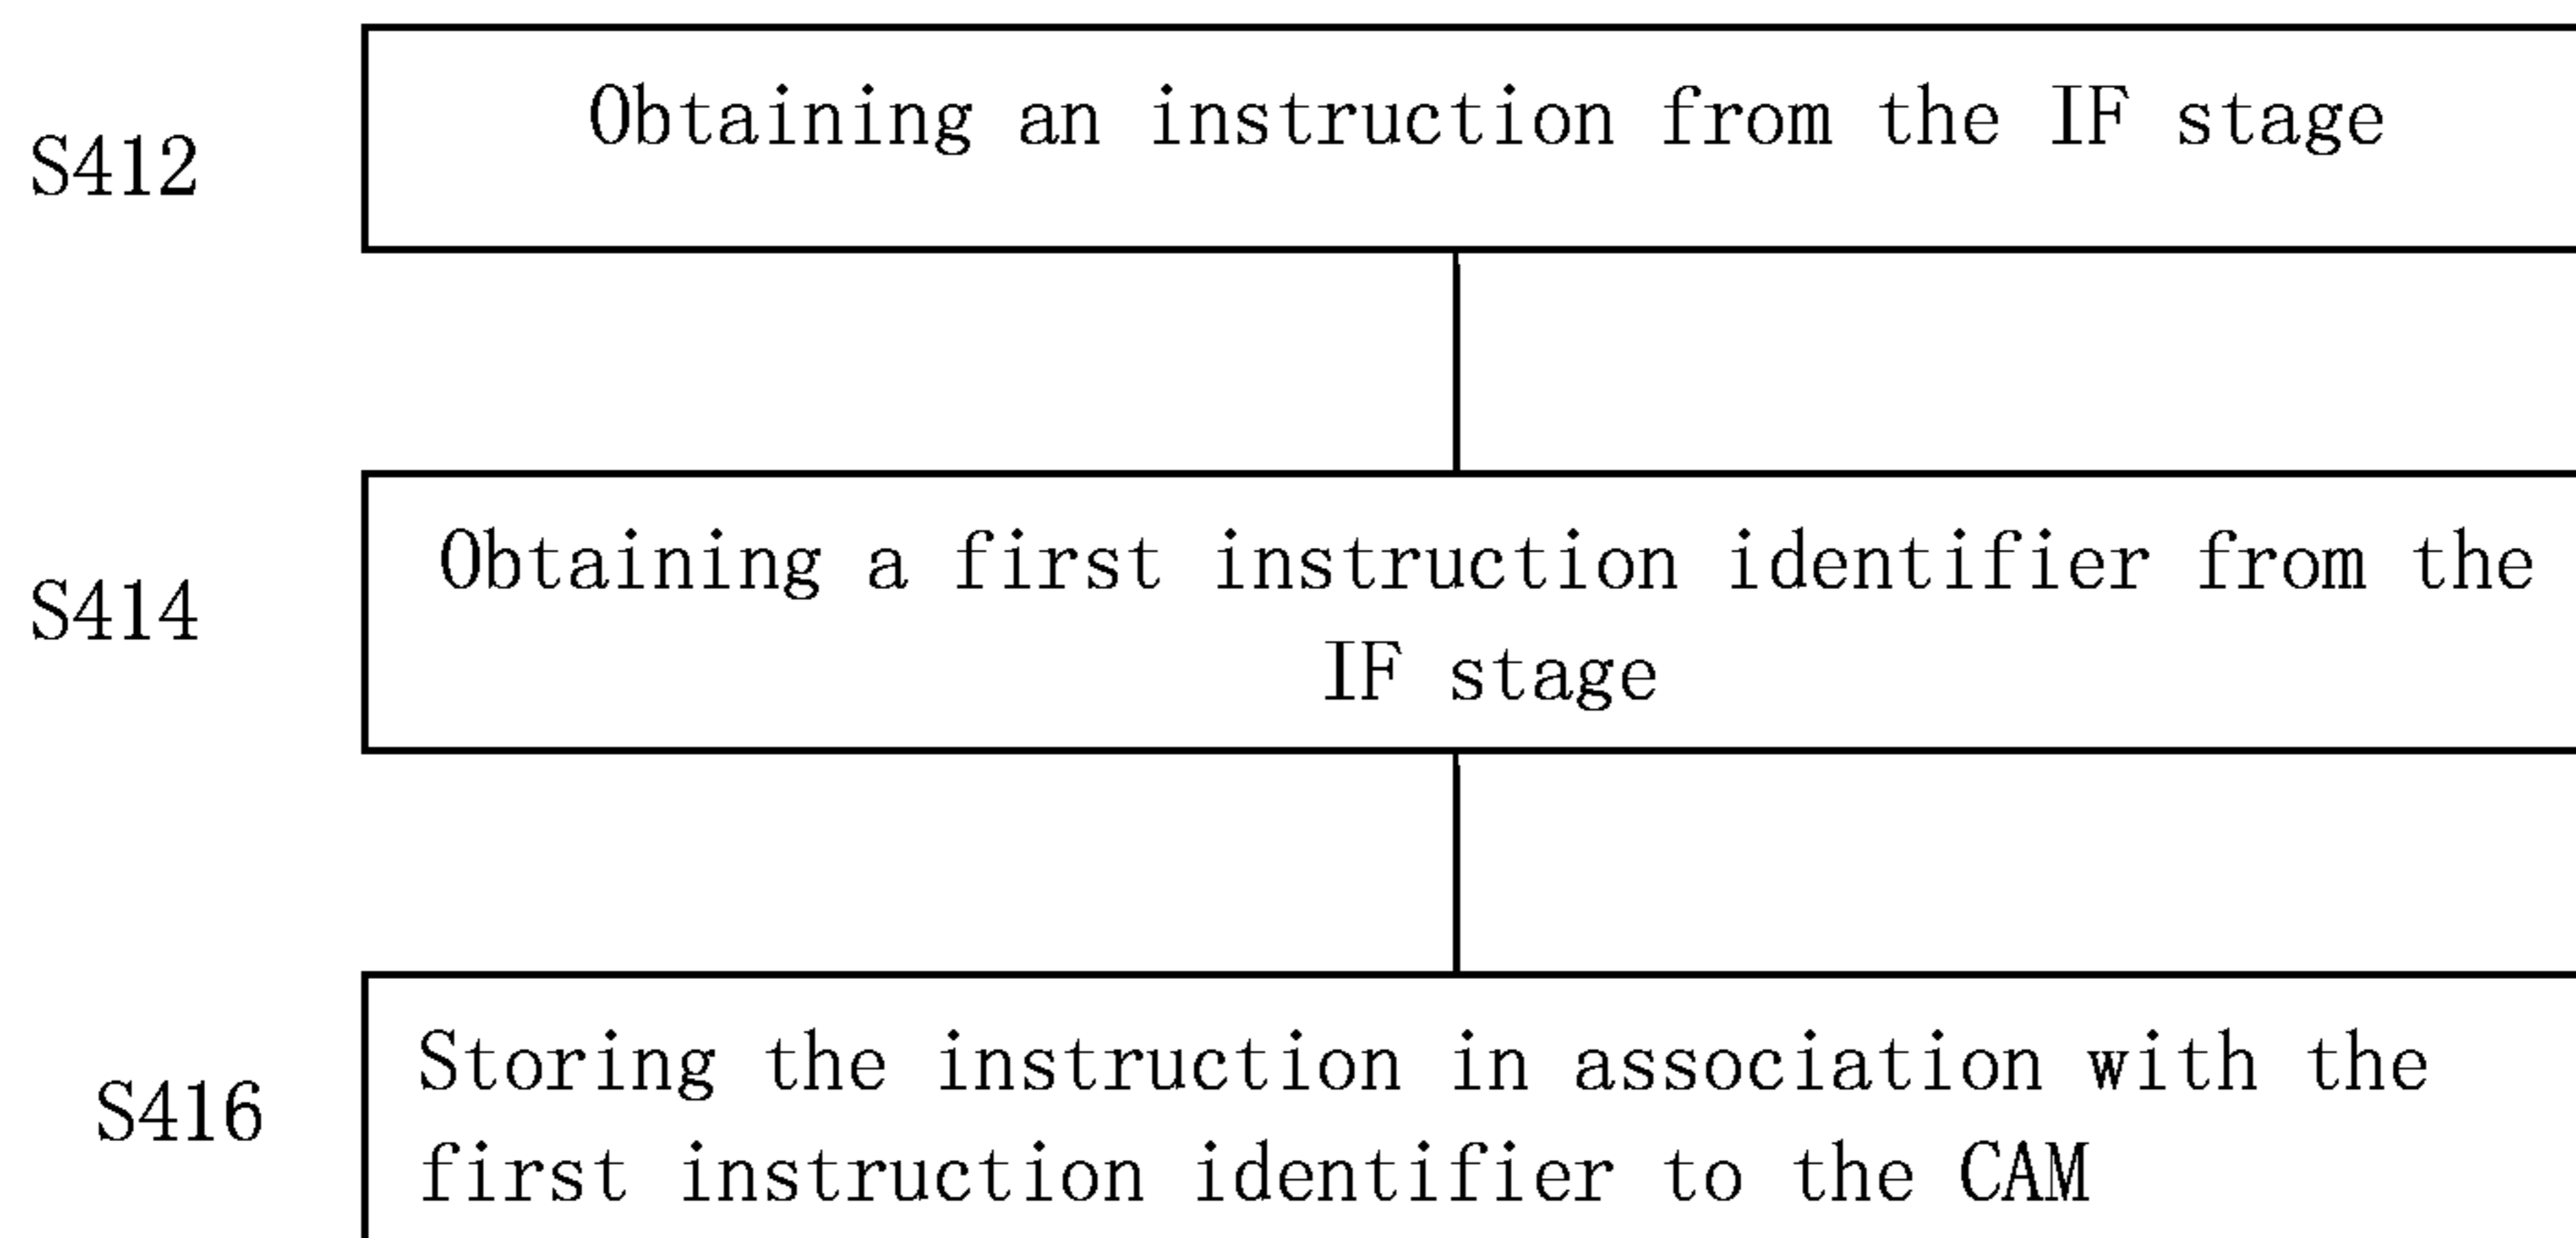 S412
Obtaining an instruction from the IF stage
S414
Obtaining a first instruction identifier from the
IF stage
S416
Storing the instruction in association with the
first instruction identifier to the CAM